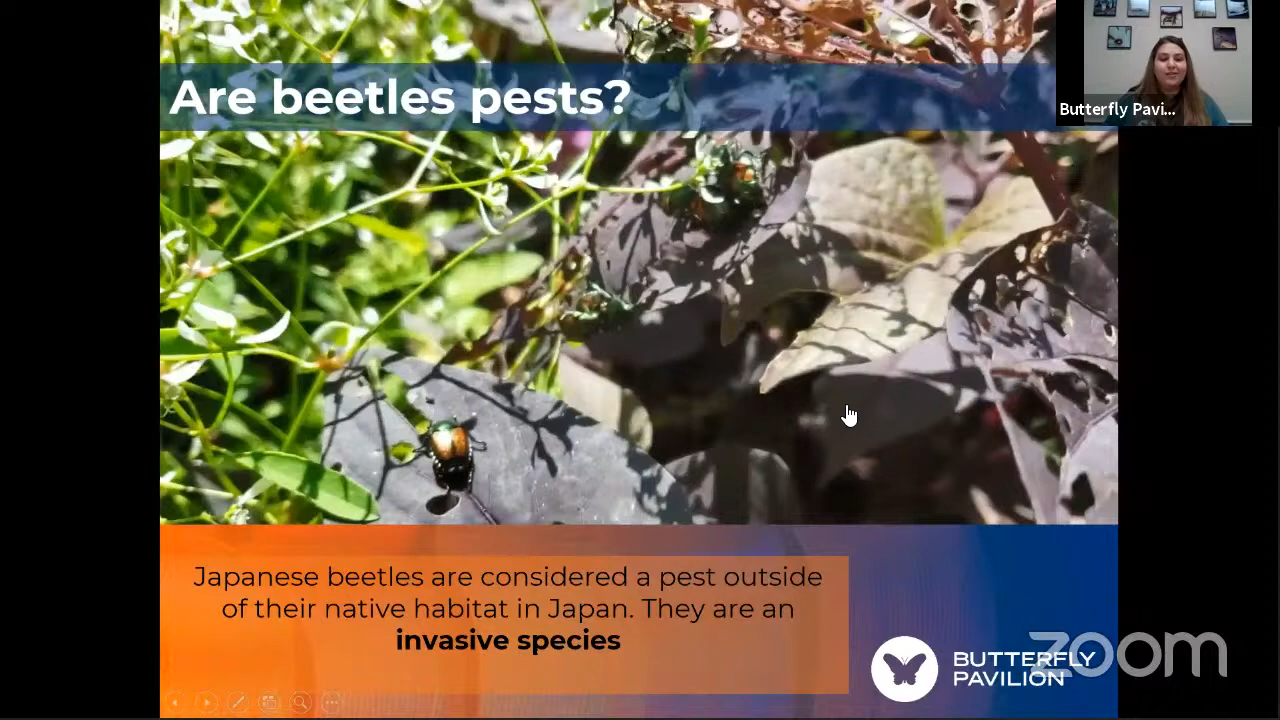 Are beetles pests?
Butterfly Pavi...
Japanese beetles are considered a pest outside
of their native habitat in Japan. They are an
invasive species
BUTTERFLY
PAVILION
zoom